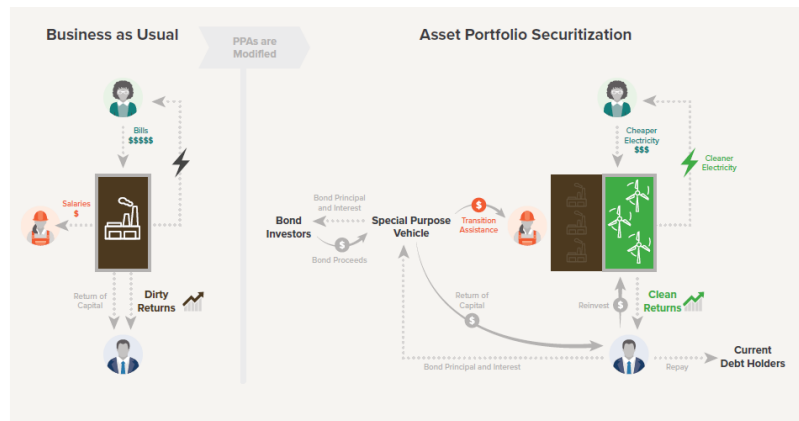 Business as Usual
PPAs are
Modified
Asset Portfolio Securitization
Bills
$$$$$
Salaries
$
Return of
Capital
Dirty
Returns
Cheaper
Electricity
$$$
Cleaner
Electricity
Bond Principal
and Interest
Bond
Investors
$
Bond Proceeds
Special Purpose
Vehicle
$
Transition
Assistance
Return of
Capital
$
Reinvest
$
Clean
Returns
Bond Principal and Interest
Repay
Current
Debt Holders